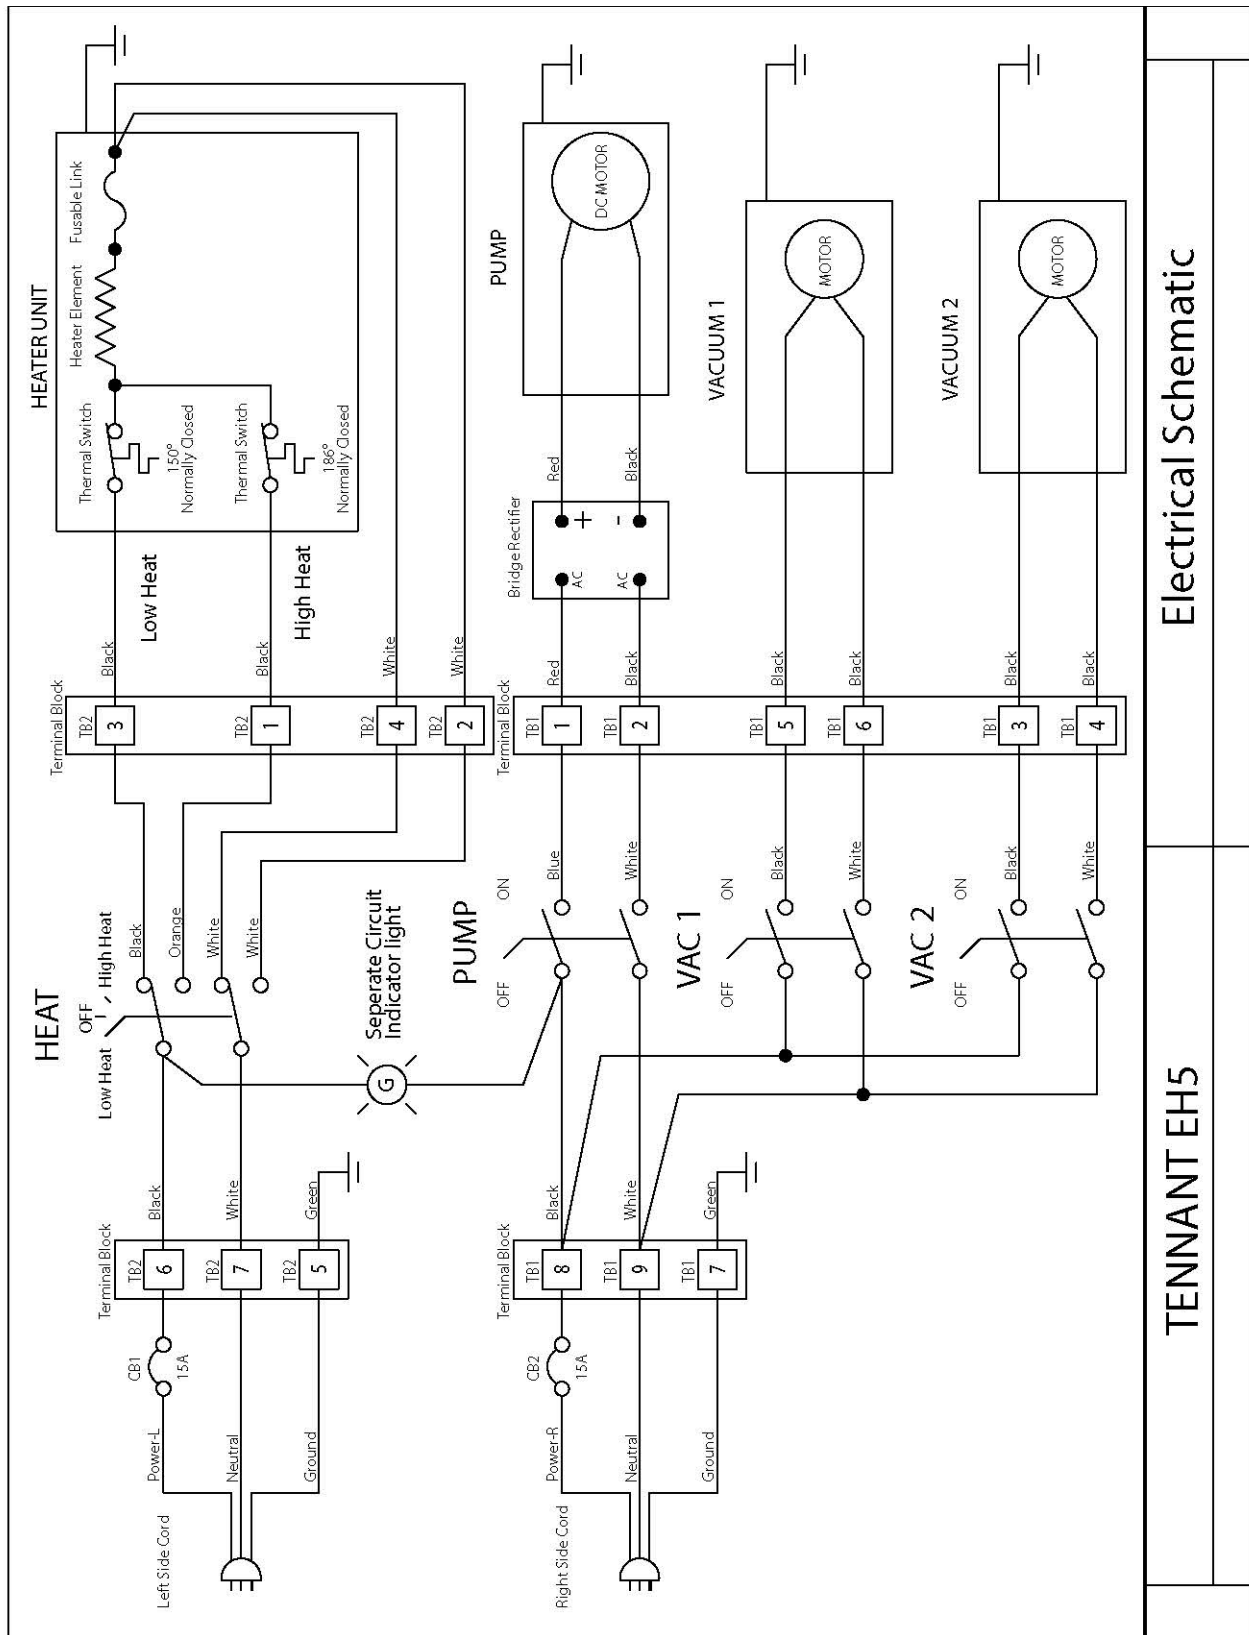 HEAT
Low Heat
OFF
High Heat
Left Side Cord
Power-L
Neutral
Ground
CB1
15A
Terminal Block
TB2
6
TB2
7
TB2
5
Black
White
Green
Black
Orange
White
White
Terminal Block
TB2
3
TB2
1
TB2
4
TB2
2
Black
Low Heat
Black
High Heat
White
White
HEATER UNIT
Thermal Switch
150°
Normally Closed
Thermal Switch
186°
Normally Closed
Heater Element
Fusable Link
Seperate Circuit
Indicator light
G
Right Side Cord
Power-R
Neutral
Ground
CB2
15A
Terminal Block
TB1
8
TB1
9
TB1
7
Black
White
Green
PUMP
OFF
ON
Blue
White
VAC 1
OFF
ON
Black
White
VAC 2
OFF
ON
Black
White
Terminal Block
TB1
1
TB1
2
TB1
5
TB1
6
TB1
3
TB1
4
Red
Black
Black
Black
Black
Black
Bridge Rectifier
AC
AC
+
-
Red
Black
PUMP
DC MOTOR
VACUUM 1
MOTOR
VACUUM 2
MOTOR
TENNANT EH5
Electrical Schematic